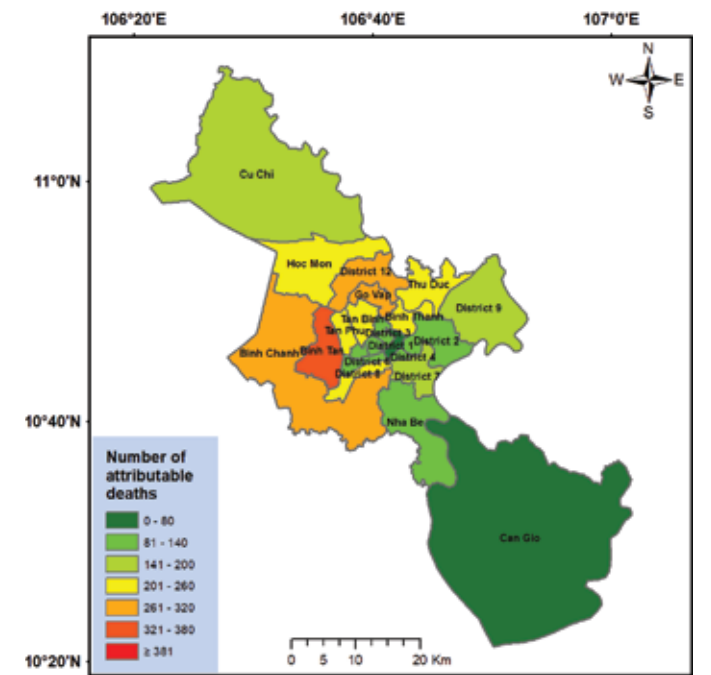 106°20'E 106°40'E 107°0'E
N
W E
S
11°0'N
Cu Chi
Hoc Mon
District 12
Thu Duc
Go Vap
District 9
Tan Binh
Binh Thanh
Tan Phu
District 3
District 2
District 1
Binh Chanh
Binh Tan
District 4
District 6
District 8
District 7
10°40'N
Nha Be
Can Gio
Number of
attributable
deaths
0 - 80
81 - 140
141 - 200
201 - 260
261 - 320
321 - 380
≥ 381
0 5 10 20 Km
10°20'N